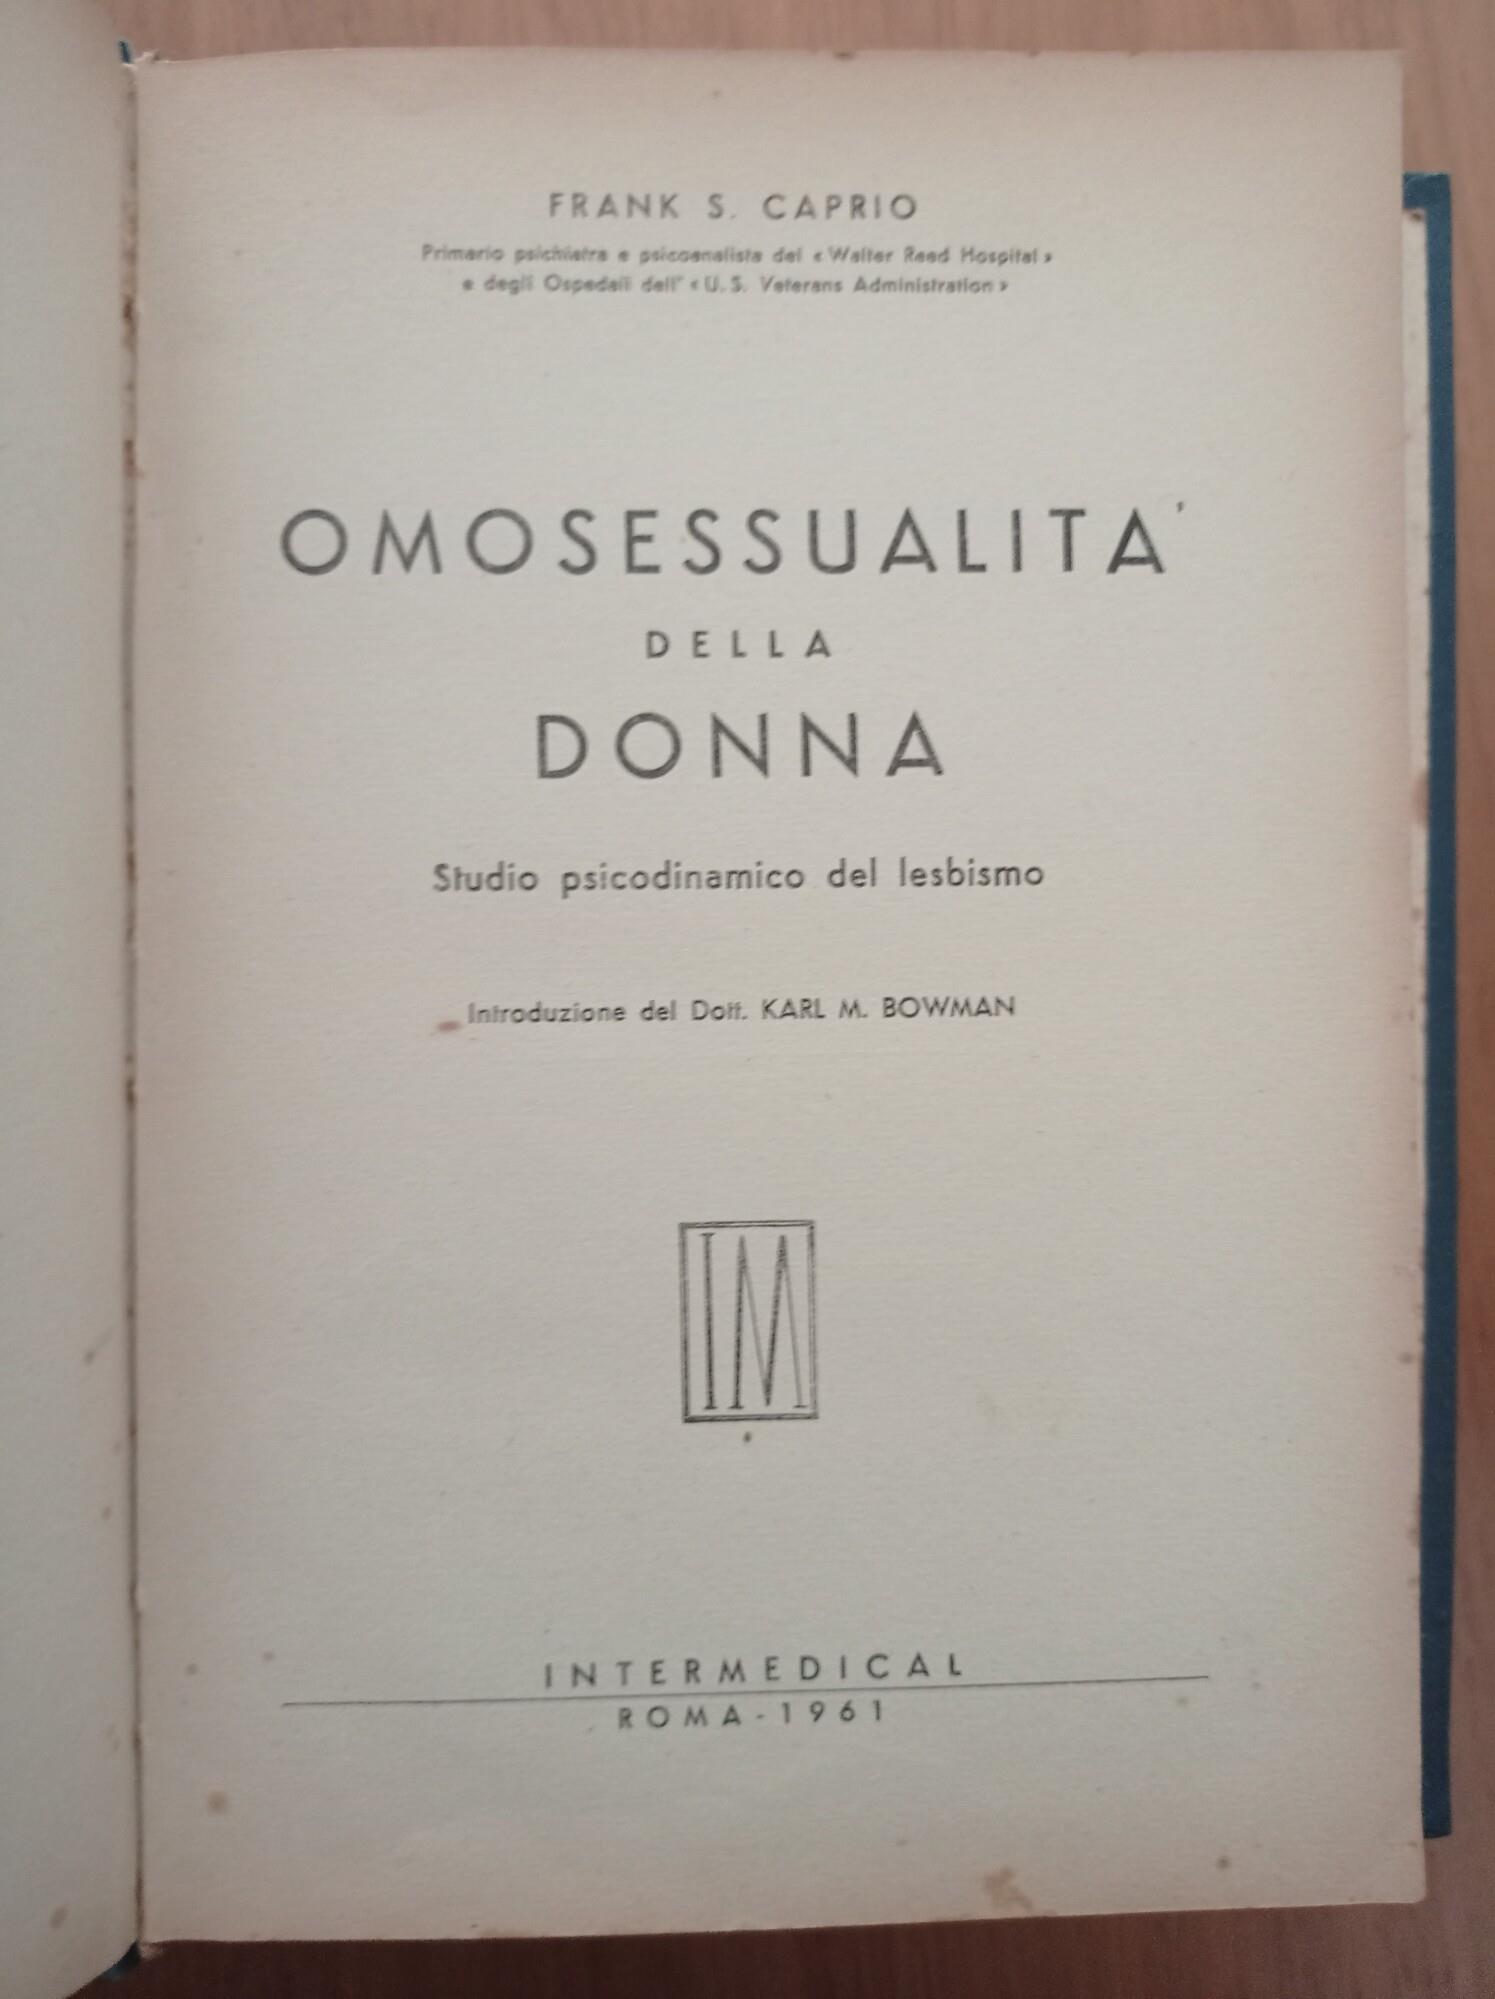 FRANK S. CAPRIO
Primario psichiatra e psicoanalista del « Walter Reed Hospital »
e degli Ospedali dell' « U. S. Veterans Administration »
OMOSESSUALITA'
DELLA
DONNA
Studio psicodinamico del lesbismo
Introduzione del Dott. KARL M. BOWMAN
IM
INTERMEDICAL
ROMA - 1961